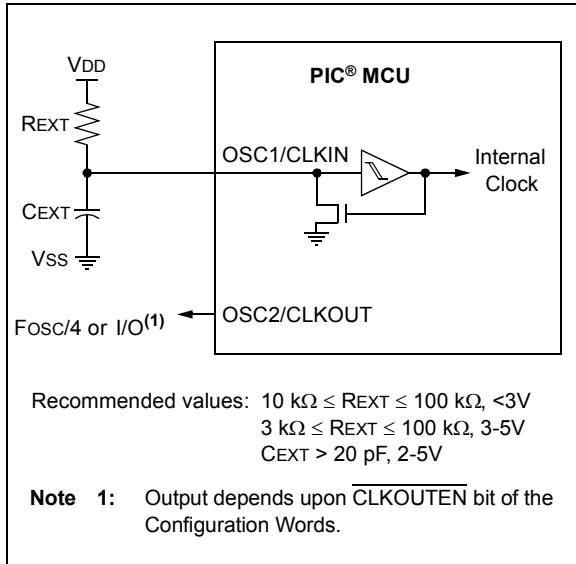 VDD
PIC® MCU
REXT
OSC1/CLKIN
Internal
Clock
CEXT
VSS
OSC2/CLKOUT
FOSC/4 or I/O(1)
Recommended values: 10 kΩ ≤ REXT ≤ 100 kΩ, <3V
3 kΩ ≤ REXT ≤ 100 kΩ, 3-5V
CEXT > 20 pF, 2-5V
Note 1: Output depends upon CLKOUTEN bit of the
Configuration Words.